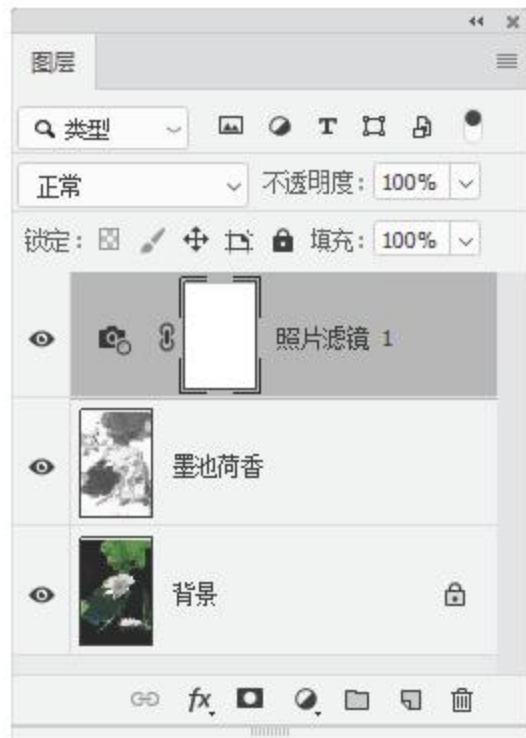 图层
类型
正常 不透明度: 100%
锁定: 填充: 100%
照片滤镜 1
墨池荷香
背景
fx